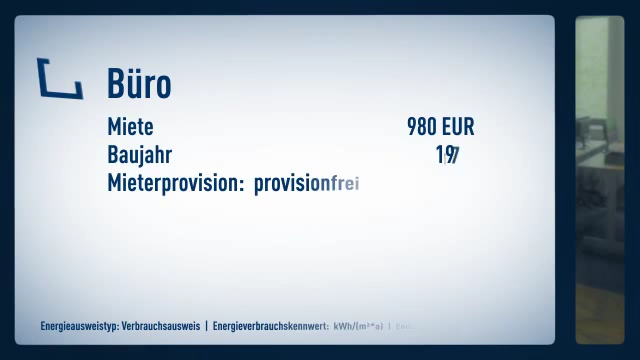 Büro
Miete 980 EUR
Baujahr
Mieterprovision: provisionfrei
Energieausweistyp: Verbrauchsausweis | Energieverbrauchskennwert: kWh/(m²*a) |